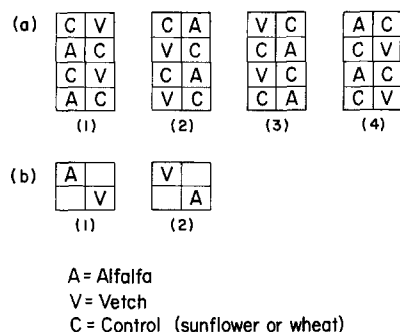 (a) C V C A V C A C
A C V C C A C V
C V C A V C A C
A C V C C A C V
(1) (2) (3) (4)
(b) A V
V A
(1) (2)
A = Alfalfa
V = Vetch
C = Control (sunflower or wheat)